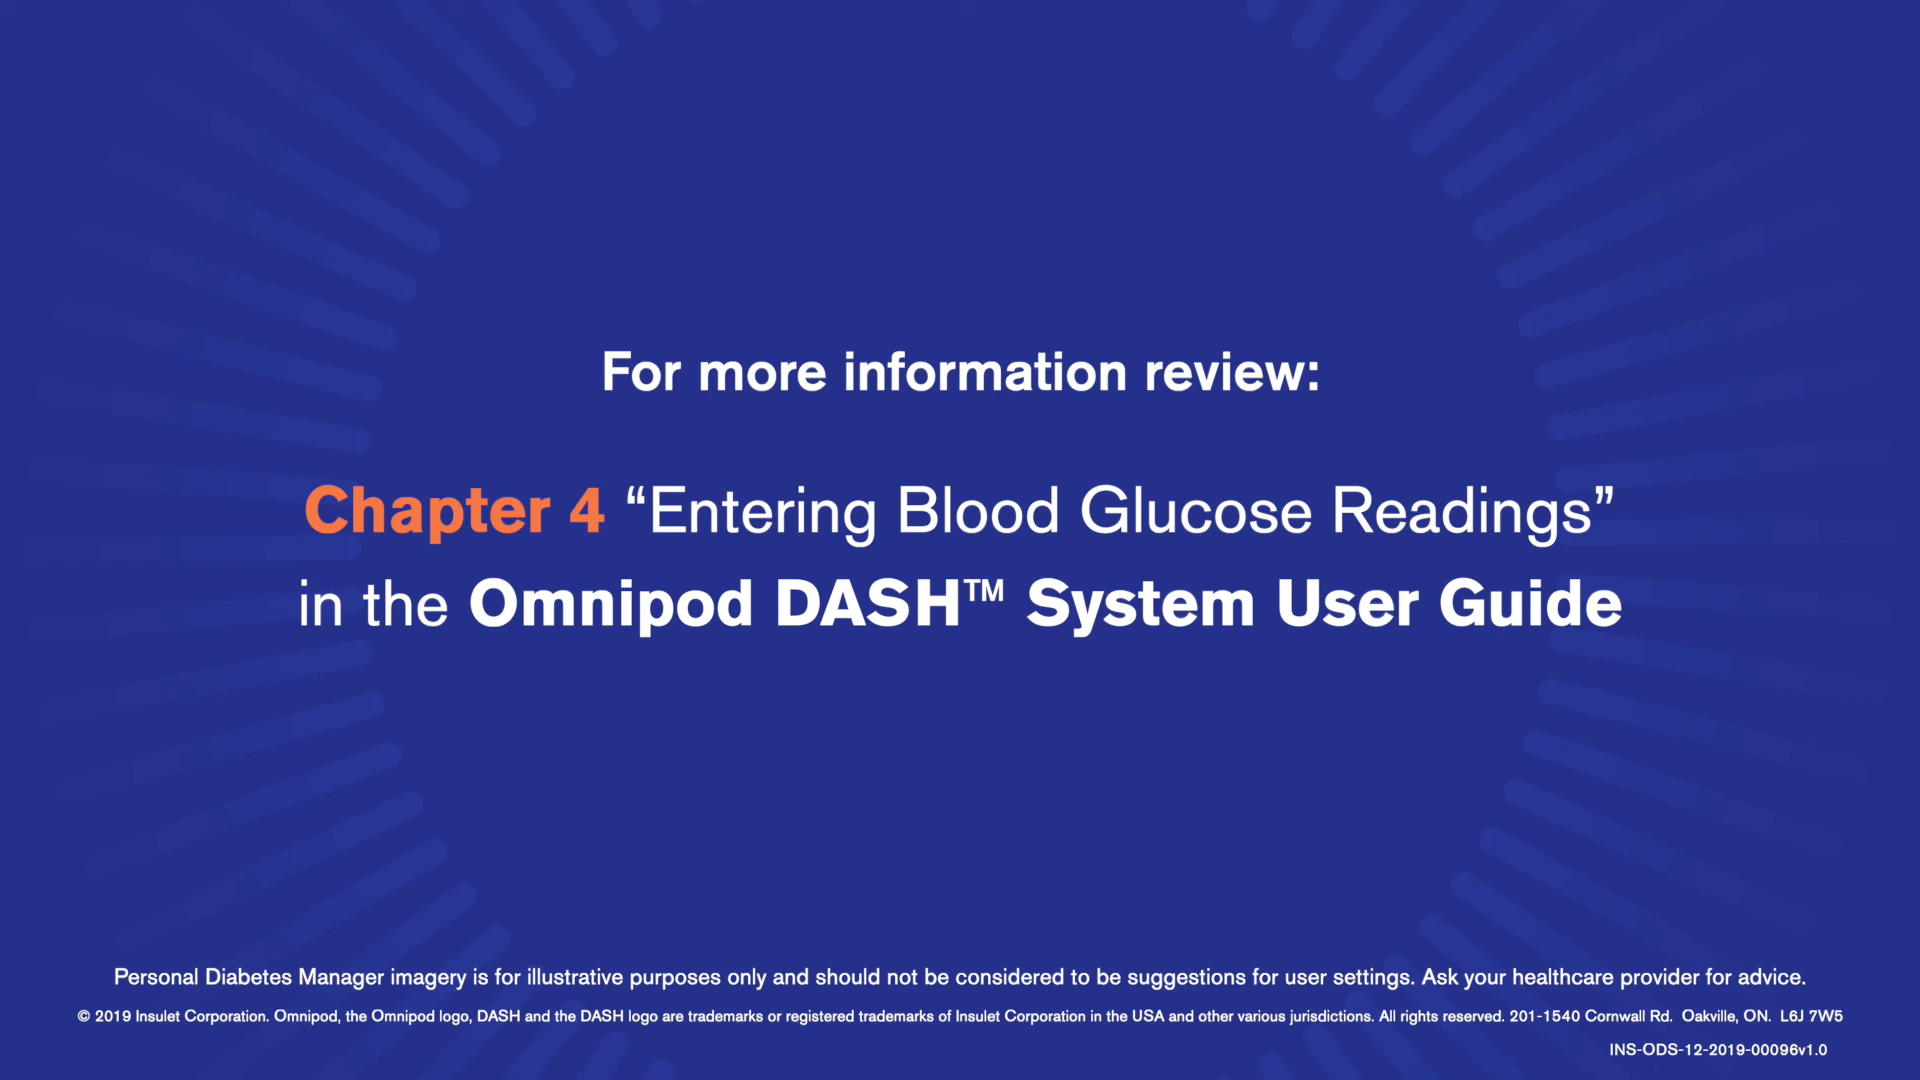 For more information review:
Chapter 4 “Entering Blood Glucose Readings”
in the Omnipod DASH™ System User Guide
Personal Diabetes Manager imagery is for illustrative purposes only and should not be considered to be suggestions for user settings. Ask your healthcare provider for advice.
© 2019 Insulet Corporation. Omnipod, the Omnipod logo, DASH and the DASH logo are trademarks or registered trademarks of Insulet Corporation in the USA and other various jurisdictions. All rights reserved. 201-1540 Cornwall Rd. Oakville, ON. L6J 7W5
INS-ODS-12-2019-00096v1.0